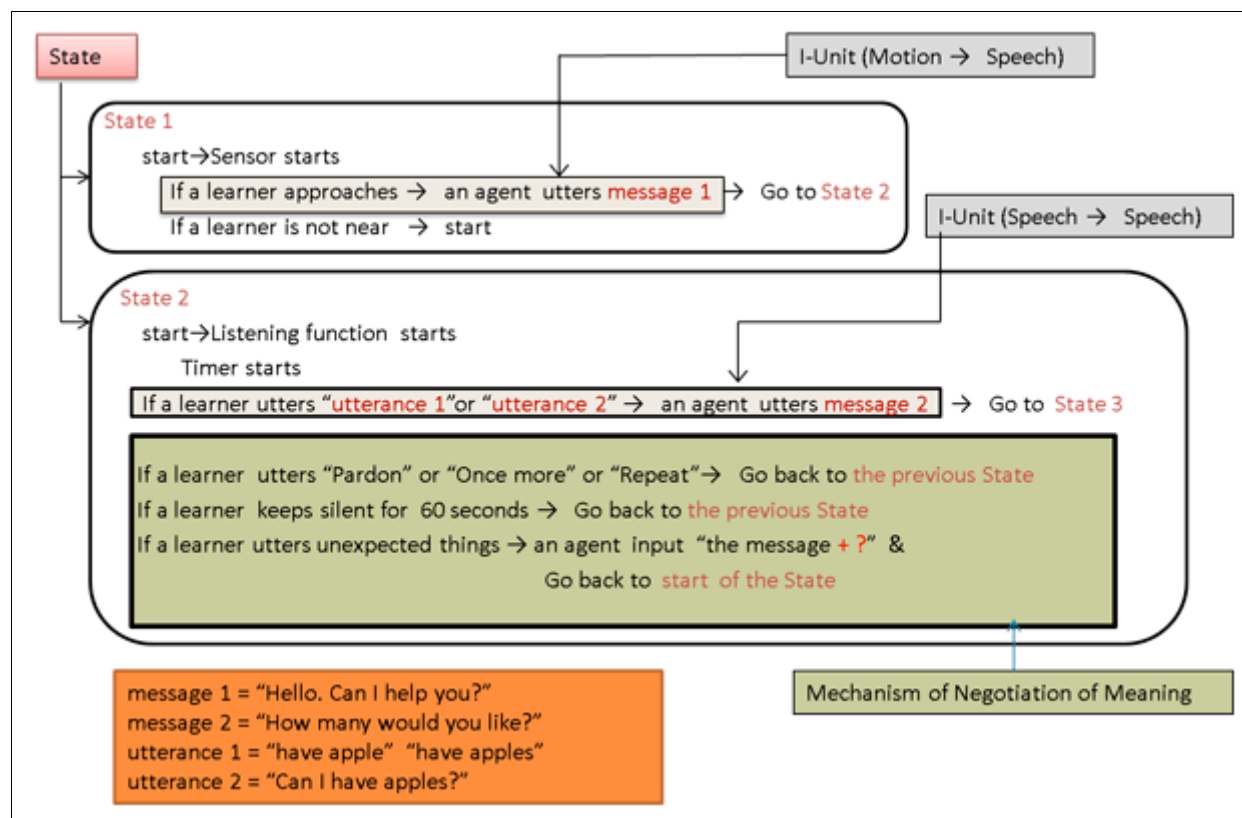 State
I-Unit (Motion → Speech)
State 1
start→Sensor starts
If a learner approaches → an agent utters message 1 → Go to State 2
If a learner is not near → start
I-Unit (Speech → Speech)
State 2
start→Listening function starts
Timer starts
If a learner utters “utterance 1”or “utterance 2” → an agent utters message 2 → Go to State 3
If a learner utters “Pardon” or “Once more” or “Repeat”→ Go back to the previous State
If a learner keeps silent for 60 seconds → Go back to the previous State
If a learner utters unexpected things → an agent input “the message + ?” &
Go back to start of the State
message 1 = “Hello. Can I help you?”
message 2 = “How many would you like?”
utterance 1 = “have apple” “have apples”
utterance 2 = “Can I have apples?”
Mechanism of Negotiation of Meaning